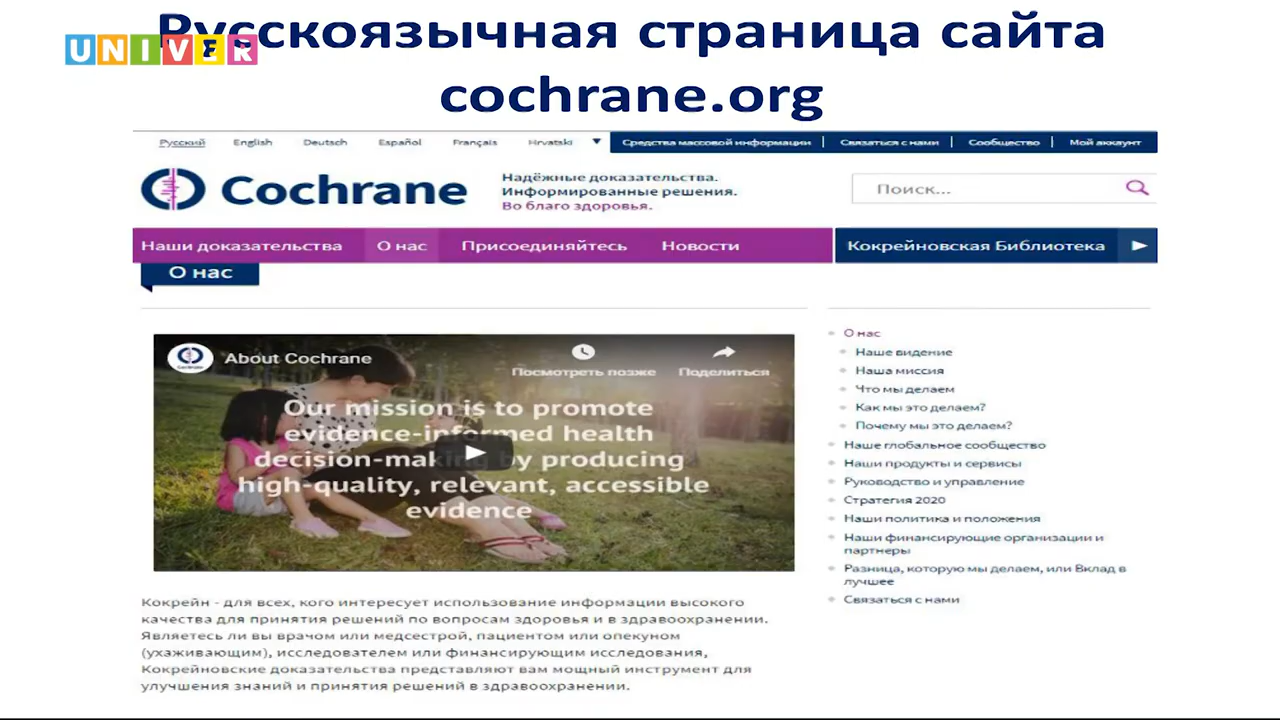 Русскоязычная страница сайта
UNIVER
cochrane.org
Русский English Deutsch Español Français Hrvatski Средства массовой информации Связаться с нами Сообщество Мой аккаунт
Cochrane
Надёжные доказательства.
Информированные решения.
Во благо здоровья.
Поиск...
Наши доказательства О нас Присоединяйтесь Новости Кокрейновская Библиотека
О нас
Cochrane
About Cochrane
Посмотреть позже Поделиться
Our mission is to promote
evidence-informed health
decision-making by producing
high-quality, relevant, accessible
evidence
Кокрейн - для всех, кого интересует использование информации высокого
качества для принятия решений по вопросам здоровья и в здравоохранении.
Являетесь ли вы врачом или медсестрой, пациентом или опекуном
(ухаживающим), исследователем или финансирующим исследования,
Кокрейновские доказательства представляют вам мощный инструмент для
улучшения знаний и принятия решений в здравоохранении.
О нас
Наше видение
Наша миссия
Что мы делаем
Как мы это делаем?
Почему мы это делаем?
Наше глобальное сообщество
Наши продукты и сервисы
Руководство и управление
Стратегия 2020
Наши политика и положения
Наши финансирующие организации и
партнеры
Разница, которую мы делаем, или Вклад в
лучшее
Связаться с нами